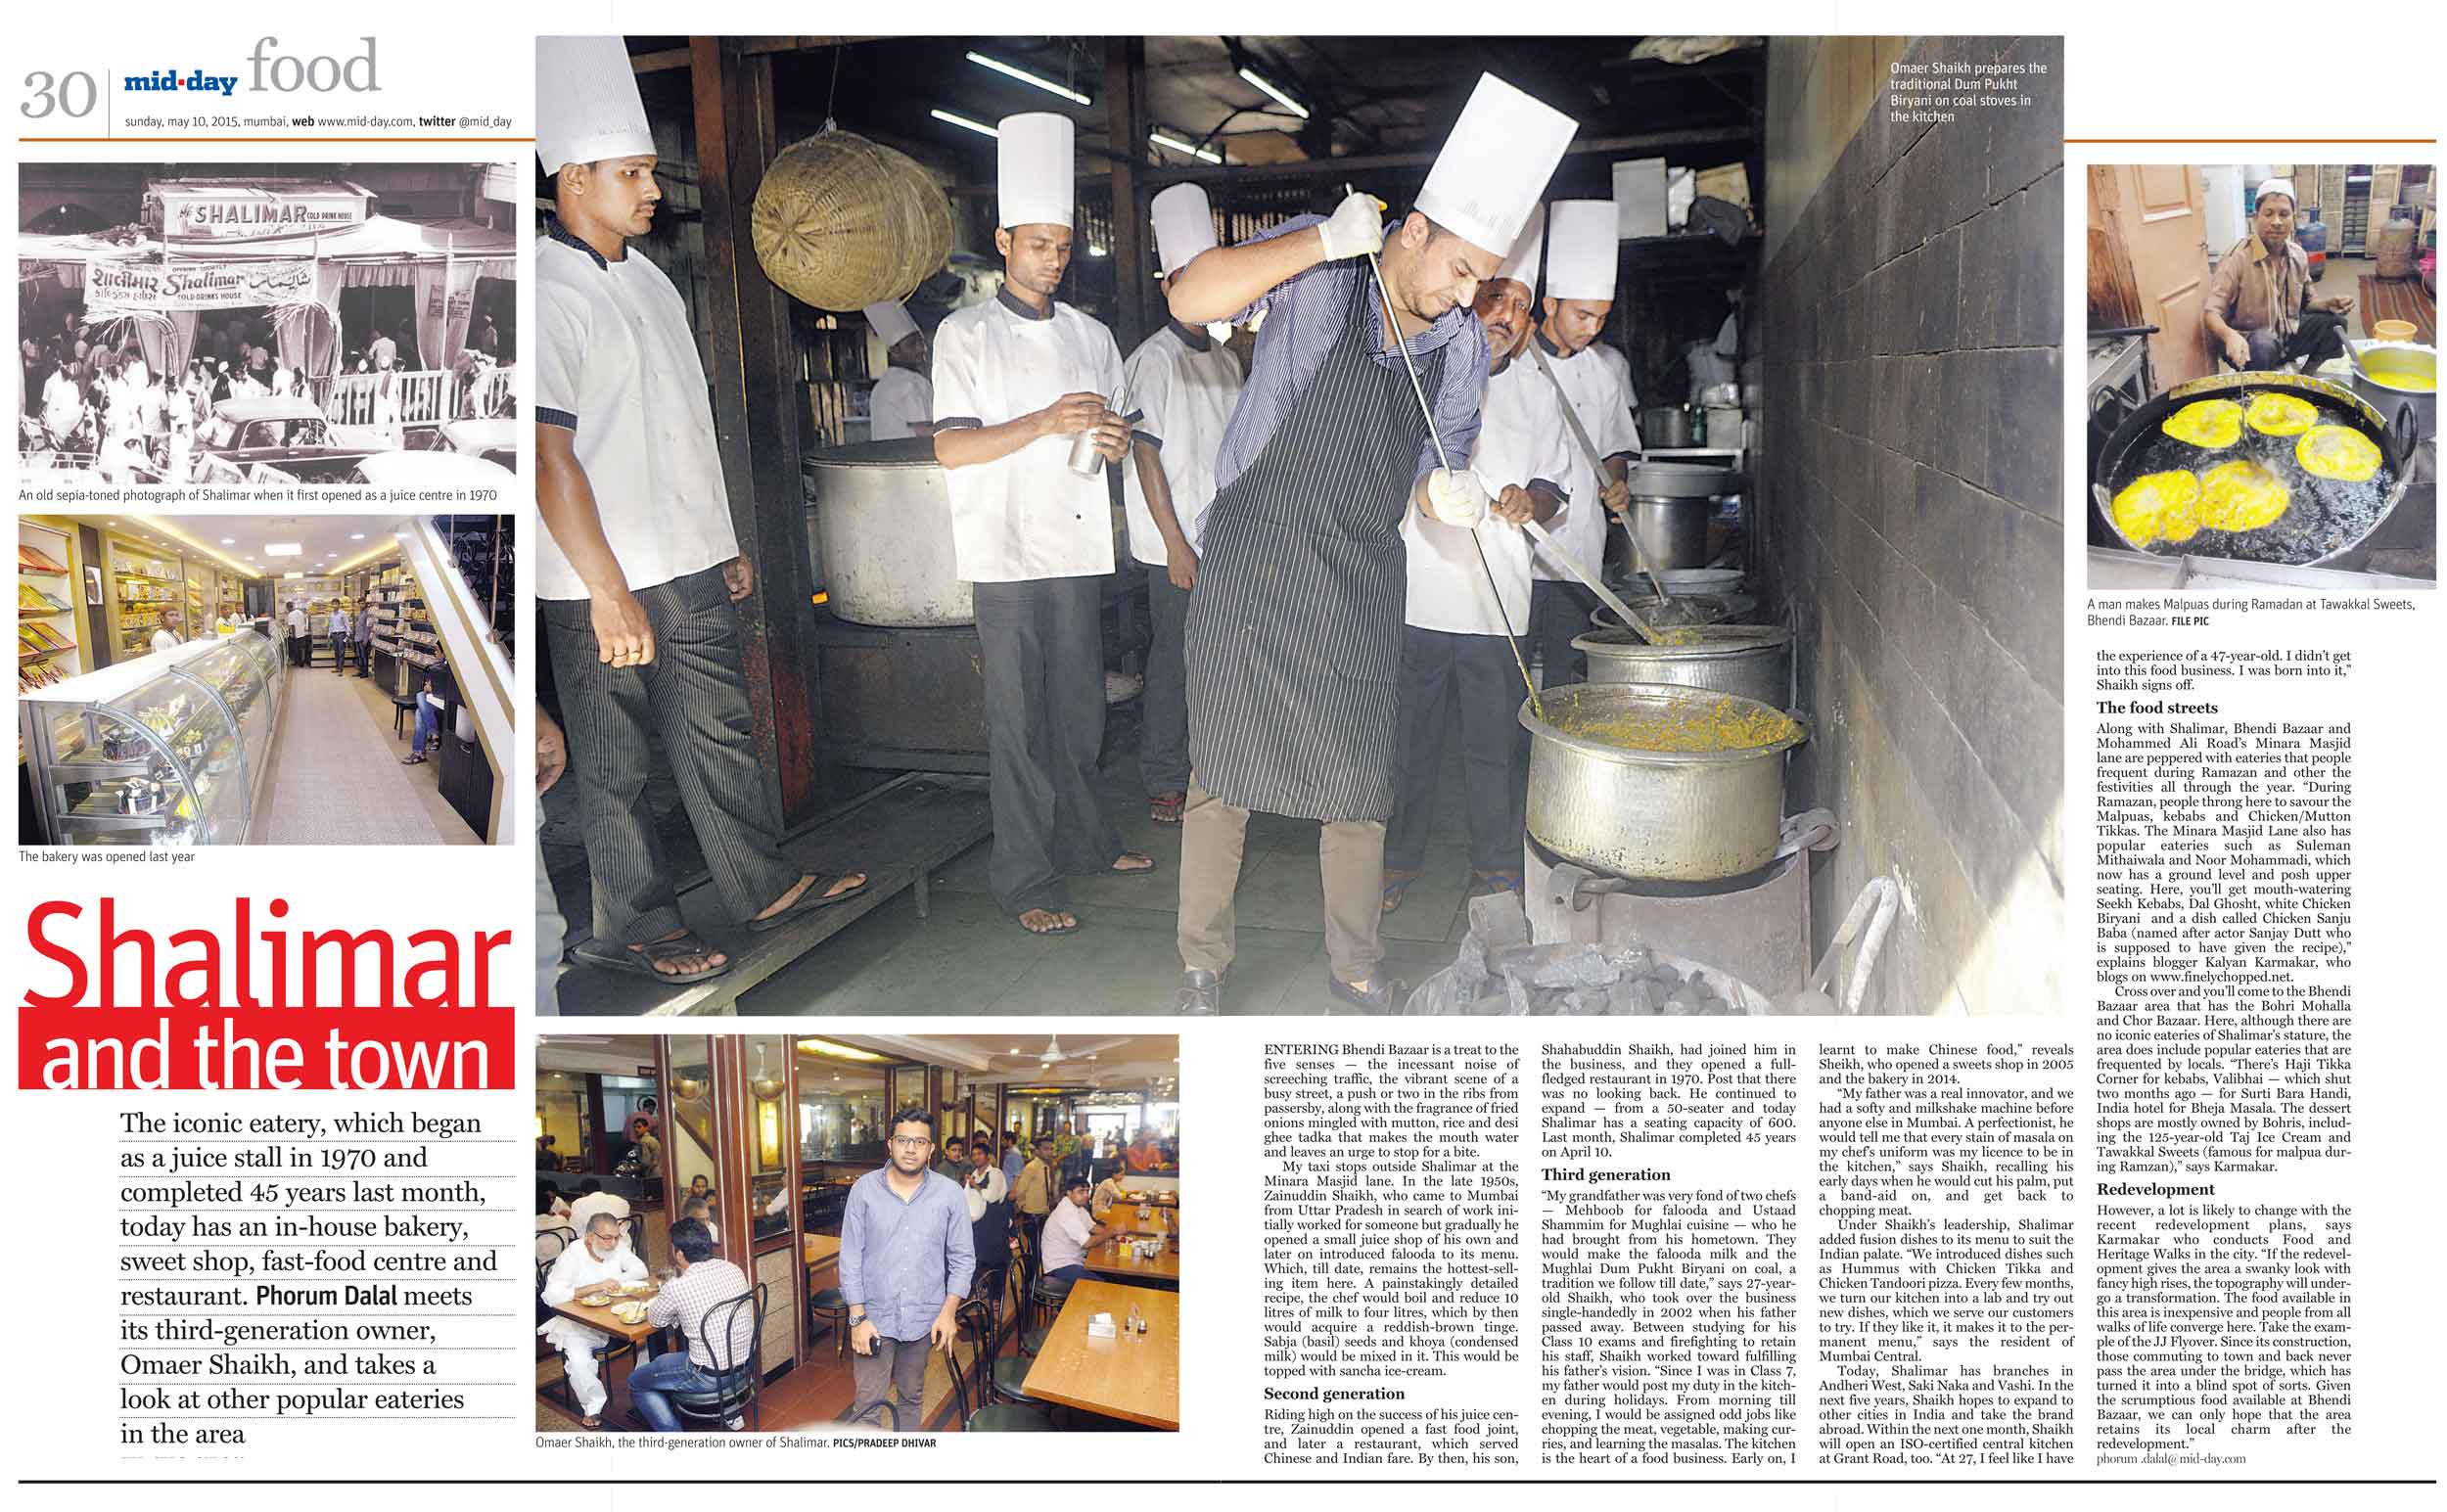 30
mid-day food
sunday, may 10, 2015, mumbai, web www.mid-day.com, twitter @mid_day
SHALIMAR COLD DRINK HOUSE
OPENING SHORTLY
શાલીમાર Shalimar شالیمار
COLD DRINKS HOUSE
An old sepia-toned photograph of Shalimar when it first opened as a juice centre in 1970
The bakery was opened last year
Shalimar
and the town
The iconic eatery, which began
as a juice stall in 1970 and
completed 45 years last month,
today has an in-house bakery,
sweet shop, fast-food centre and
restaurant. Phorum Dalal meets
its third-generation owner,
Omaer Shaikh, and takes a
look at other popular eateries
in the area
Omaer Shaikh prepares the
traditional Dum Pukht
Biryani on coal stoves in
the kitchen
Omaer Shaikh, the third-generation owner of Shalimar. PICS/PRADEEP DHIVAR
ENTERING Bhendi Bazaar is a treat to the
five senses — the incessant noise of
screeching traffic, the vibrant scene of a
busy street, a push or two in the ribs from
passersby, along with the fragrance of fried
onions mingled with mutton, rice and desi
ghee tadka that makes the mouth water
and leaves an urge to stop for a bite.
My taxi stops outside Shalimar at the
Minara Masjid lane. In the late 1950s,
Zainuddin Shaikh, who came to Mumbai
from Uttar Pradesh in search of work ini-
tially worked for someone but gradually he
opened a small juice shop of his own and
later on introduced falooda to its menu.
Which, till date, remains the hottest-sell-
ing item here. A painstakingly detailed
recipe, the chef would boil and reduce 10
litres of milk to four litres, which by then
would acquire a reddish-brown tinge.
Sabja (basil) seeds and khoya (condensed
milk) would be mixed in it. This would be
topped with sancha ice-cream.
Second generation
Riding high on the success of his juice cen-
tre, Zainuddin opened a fast food joint,
and later a restaurant, which served
Chinese and Indian fare. By then, his son,
Shahabuddin Shaikh, had joined him in
the business, and they opened a full-
fledged restaurant in 1970. Post that there
was no looking back. He continued to
expand — from a 50-seater and today
Shalimar has a seating capacity of 600.
Last month, Shalimar completed 45 years
on April 10.
Third generation
“My grandfather was very fond of two chefs
— Mehboob for falooda and Ustaad
Shammim for Mughlai cuisine — who he
had brought from his hometown. They
would make the falooda milk and the
Mughlai Dum Pukht Biryani on coal, a
tradition we follow till date,” says 27-year-
old Shaikh, who took over the business
single-handedly in 2002 when his father
passed away. Between studying for his
Class 10 exams and firefighting to retain
his staff, Shaikh worked toward fulfilling
his father’s vision. “Since I was in Class 7,
my father would post my duty in the kitch-
en during holidays. From morning till
evening, I would be assigned odd jobs like
chopping the meat, vegetable, making cur-
ries, and learning the masalas. The kitchen
is the heart of a food business. Early on, I
learnt to make Chinese food,” reveals
Sheikh, who opened a sweets shop in 2005
and the bakery in 2014.
“My father was a real innovator, and we
had a softy and milkshake machine before
anyone else in Mumbai. A perfectionist, he
would tell me that every stain of masala on
my chef’s uniform was my licence to be in
the kitchen,” says Shaikh, recalling his
early days when he would cut his palm, put
a band-aid on, and get back to
chopping meat.
Under Shaikh’s leadership, Shalimar
added fusion dishes to its menu to suit the
Indian palate. “We introduced dishes such
as Hummus with Chicken Tikka and
Chicken Tandoori pizza. Every few months,
we turn our kitchen into a lab and try out
new dishes, which we serve our customers
to try. If they like it, it makes it to the per-
manent menu,” says the resident of
Mumbai Central.
Today, Shalimar has branches in
Andheri West, Saki Naka and Vashi. In the
next five years, Shaikh hopes to expand to
other cities in India and take the brand
abroad. Within the next one month, Shaikh
will open an ISO-certified central kitchen
at Grant Road, too. “At 27, I feel like I have
A man makes Malpuas during Ramadan at Tawakkal Sweets,
Bhendi Bazaar. FILE PIC
the experience of a 47-year-old. I didn’t get
into this food business. I was born into it,”
Shaikh signs off.
The food streets
Along with Shalimar, Bhendi Bazaar and
Mohammed Ali Road’s Minara Masjid
lane are peppered with eateries that people
frequent during Ramazan and other the
festivities all through the year. “During
Ramazan, people throng here to savour the
Malpuas, kebabs and Chicken/Mutton
Tikkas. The Minara Masjid Lane also has
popular eateries such as Suleman
Mithaiwala and Noor Mohammadi, which
now has a ground level and posh upper
seating. Here, you’ll get mouth-watering
Seekh Kebabs, Dal Ghosht, white Chicken
Biryani and a dish called Chicken Sanju
Baba (named after actor Sanjay Dutt who
is supposed to have given the recipe),”
explains blogger Kalyan Karmakar, who
blogs on www.finelychopped.net.
Cross over and you’ll come to the Bhendi
Bazaar area that has the Bohri Mohalla
and Chor Bazaar. Here, although there are
no iconic eateries of Shalimar’s stature, the
area does include popular eateries that are
frequented by locals. “There’s Haji Tikka
Corner for kebabs, Valibhai — which shut
two months ago — for Surti Bara Handi,
India hotel for Bheja Masala. The dessert
shops are mostly owned by Bohris, includ-
ing the 125-year-old Taj Ice Cream and
Tawakkal Sweets (famous for malpua dur-
ing Ramzan),” says Karmakar.
Redevelopment
However, a lot is likely to change with the
recent redevelopment plans, says
Karmakar who conducts Food and
Heritage Walks in the city. “If the redevel-
opment gives the area a swanky look with
fancy high rises, the topography will under-
go a transformation. The food available in
this area is inexpensive and people from all
walks of life converge here. Take the exam-
ple of the JJ Flyover. Since its construction,
those commuting to town and back never
pass the area under the bridge, which has
turned it into a blind spot of sorts. Given
the scrumptious food available at Bhendi
Bazaar, we can only hope that the area
retains its local charm after the
redevelopment.”
phorum .dalal@mid-day.com